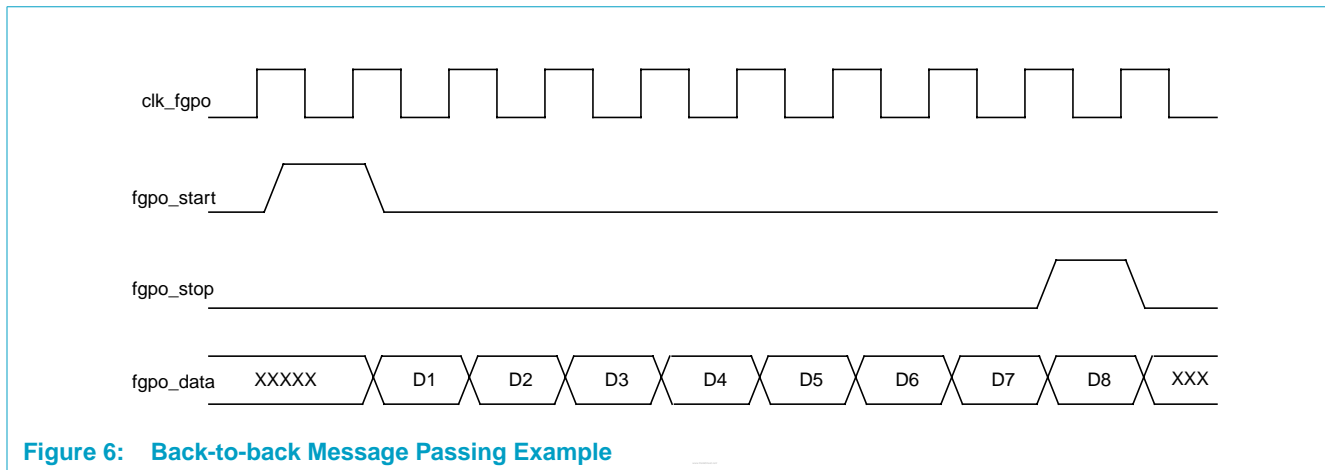 clk_fgpo
fgpo_start
fgpo_stop
fgpo_data XXXXX D1 D2 D3 D4 D5 D6 D7 D8 XXX
Figure 6: Back-to-back Message Passing Example